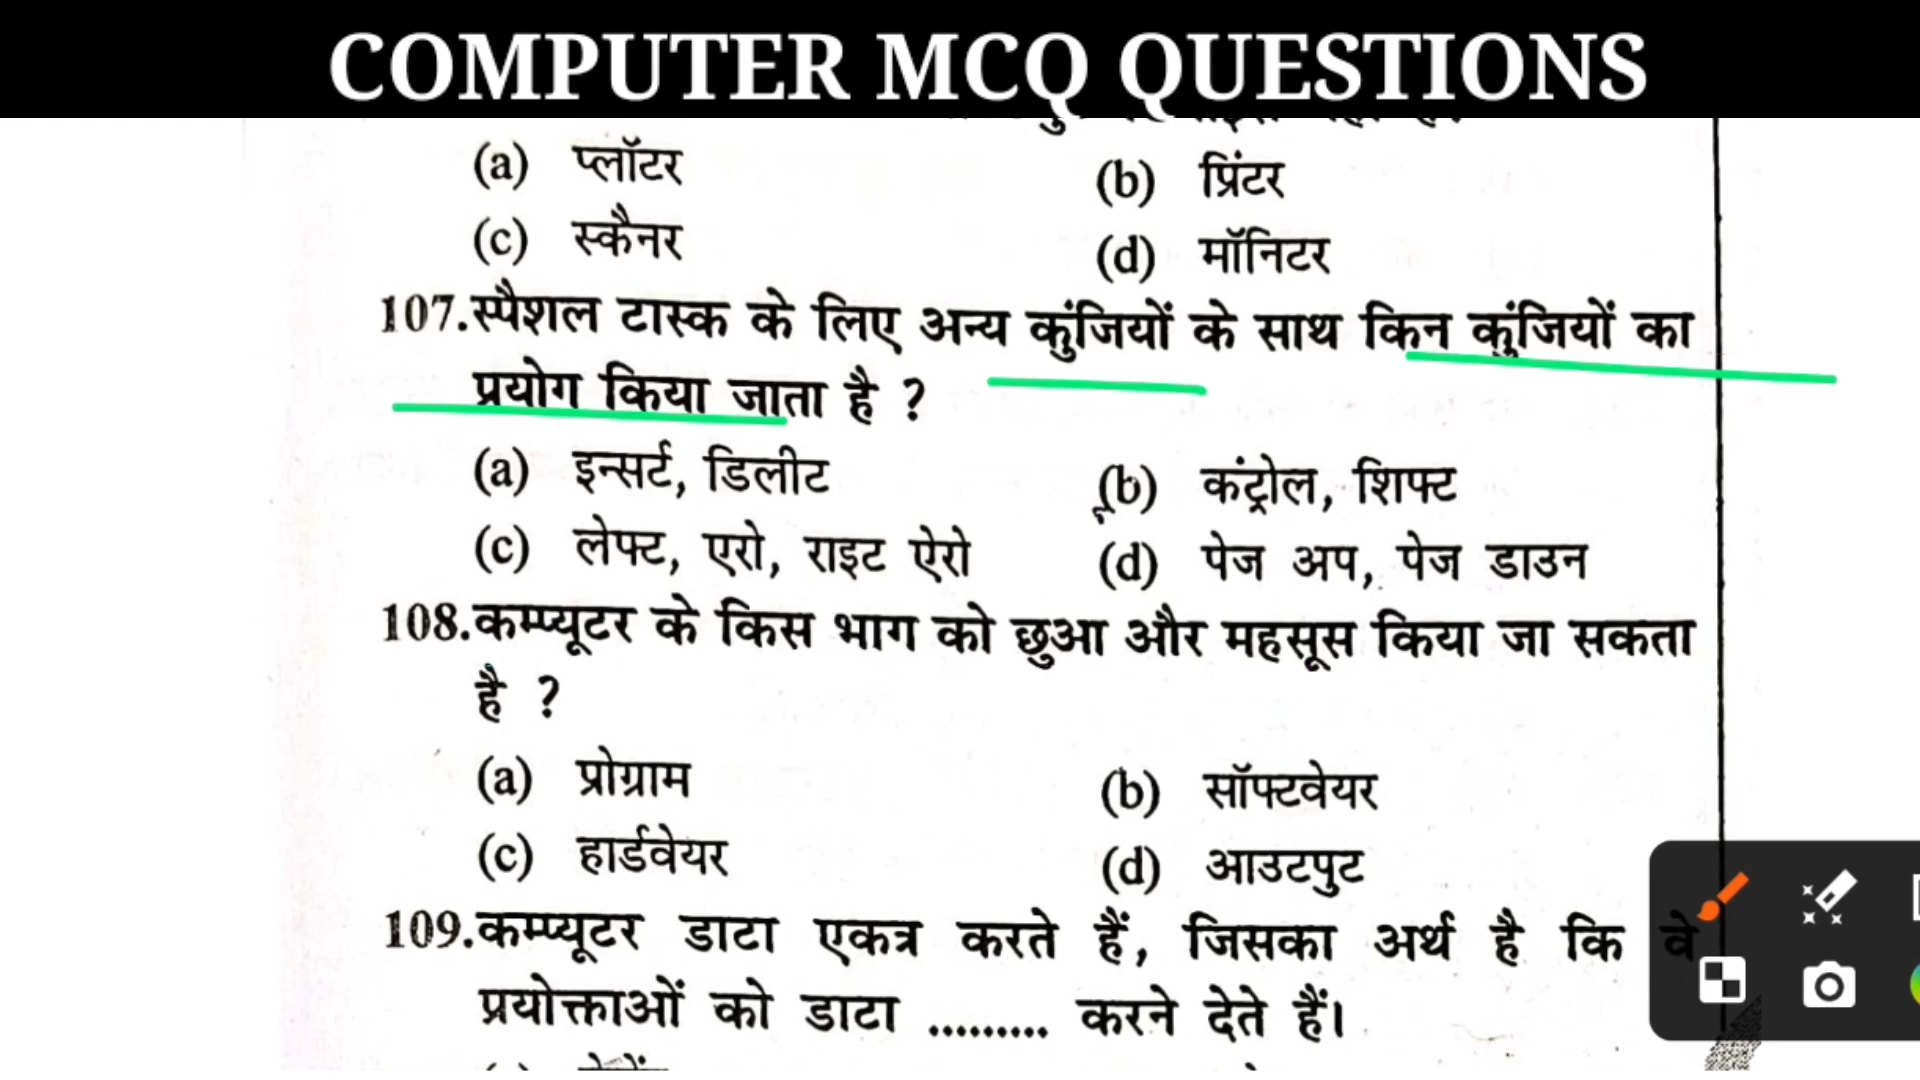 COMPUTER MCQ QUESTIONS
(a) प्लॉटर (b) प्रिंटर
(c) स्कैनर (d) मॉनिटर
107.स्पैशल टास्क के लिए अन्य कुंजियों के साथ किन कुंजियों का
प्रयोग किया जाता है ?
(a) इन्सर्ट, डिलीट (b) कंट्रोल, शिफ्ट
(c) लेफ्ट, एरो, राइट ऐरो (d) पेज अप, पेज डाउन
108.कम्प्यूटर के किस भाग को छुआ और महसूस किया जा सकता
है ?
(a) प्रोग्राम (b) सॉफ्टवेयर
(c) हार्डवेयर (d) आउटपुट
109.कम्प्यूटर डाटा एकत्र करते हैं, जिसका अर्थ है कि वे
प्रयोक्ताओं को डाटा ......... करने देते हैं।